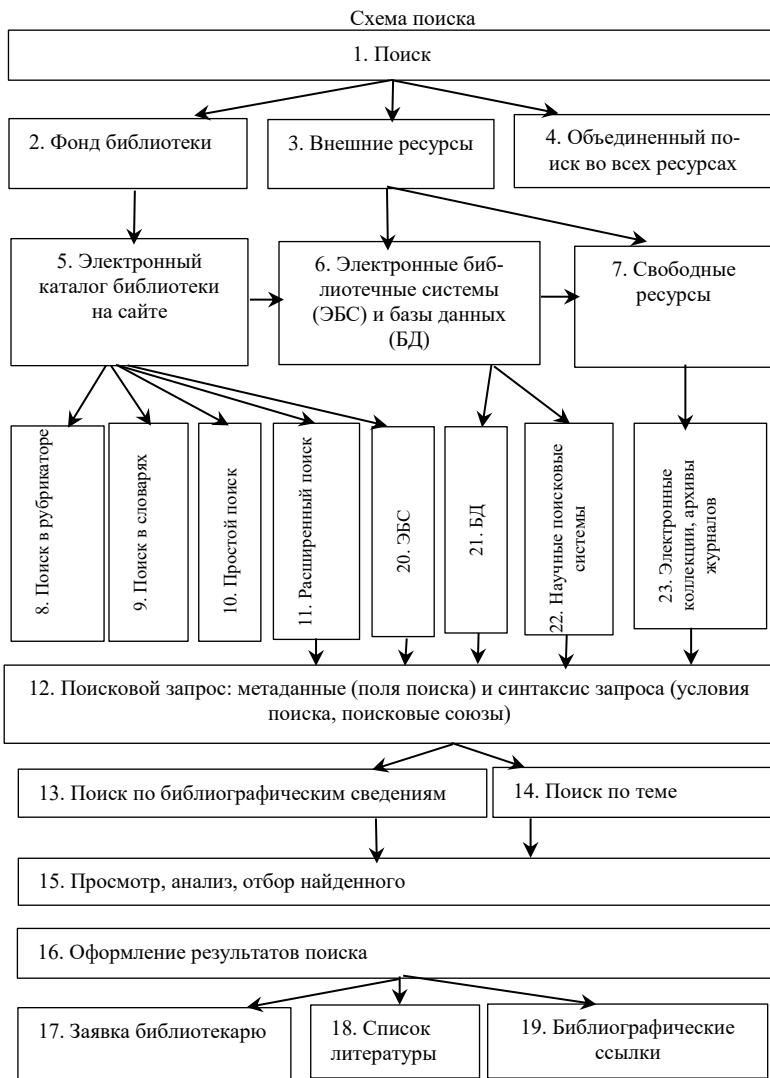 Схема поиска
1. Поиск
2. Фонд библиотеки
3. Внешние ресурсы
4. Объединенный по-
иск во всех ресурсах
5. Электронный
каталог библиотеки
на сайте
6. Электронные биб-
лиотечные системы
(ЭБС) и базы данных
(БД)
7. Свободные
ресурсы
8. Поиск в рубрикаторе
9. Поиск в словарях
10. Простой поиск
11. Расширенный поиск
20. ЭБС
21. БД
22. Научные поисковые
системы
23. Электронные
коллекции, архивы
журналов
12. Поисковой запрос: метаданные (поля поиска) и синтаксис запроса (условия
поиска, поисковые союзы)
13. Поиск по библиографическим сведениям
14. Поиск по теме
15. Просмотр, анализ, отбор найденного
16. Оформление результатов поиска
17. Заявка библиотекарю
18. Список
литературы
19. Библиографические
ссылки